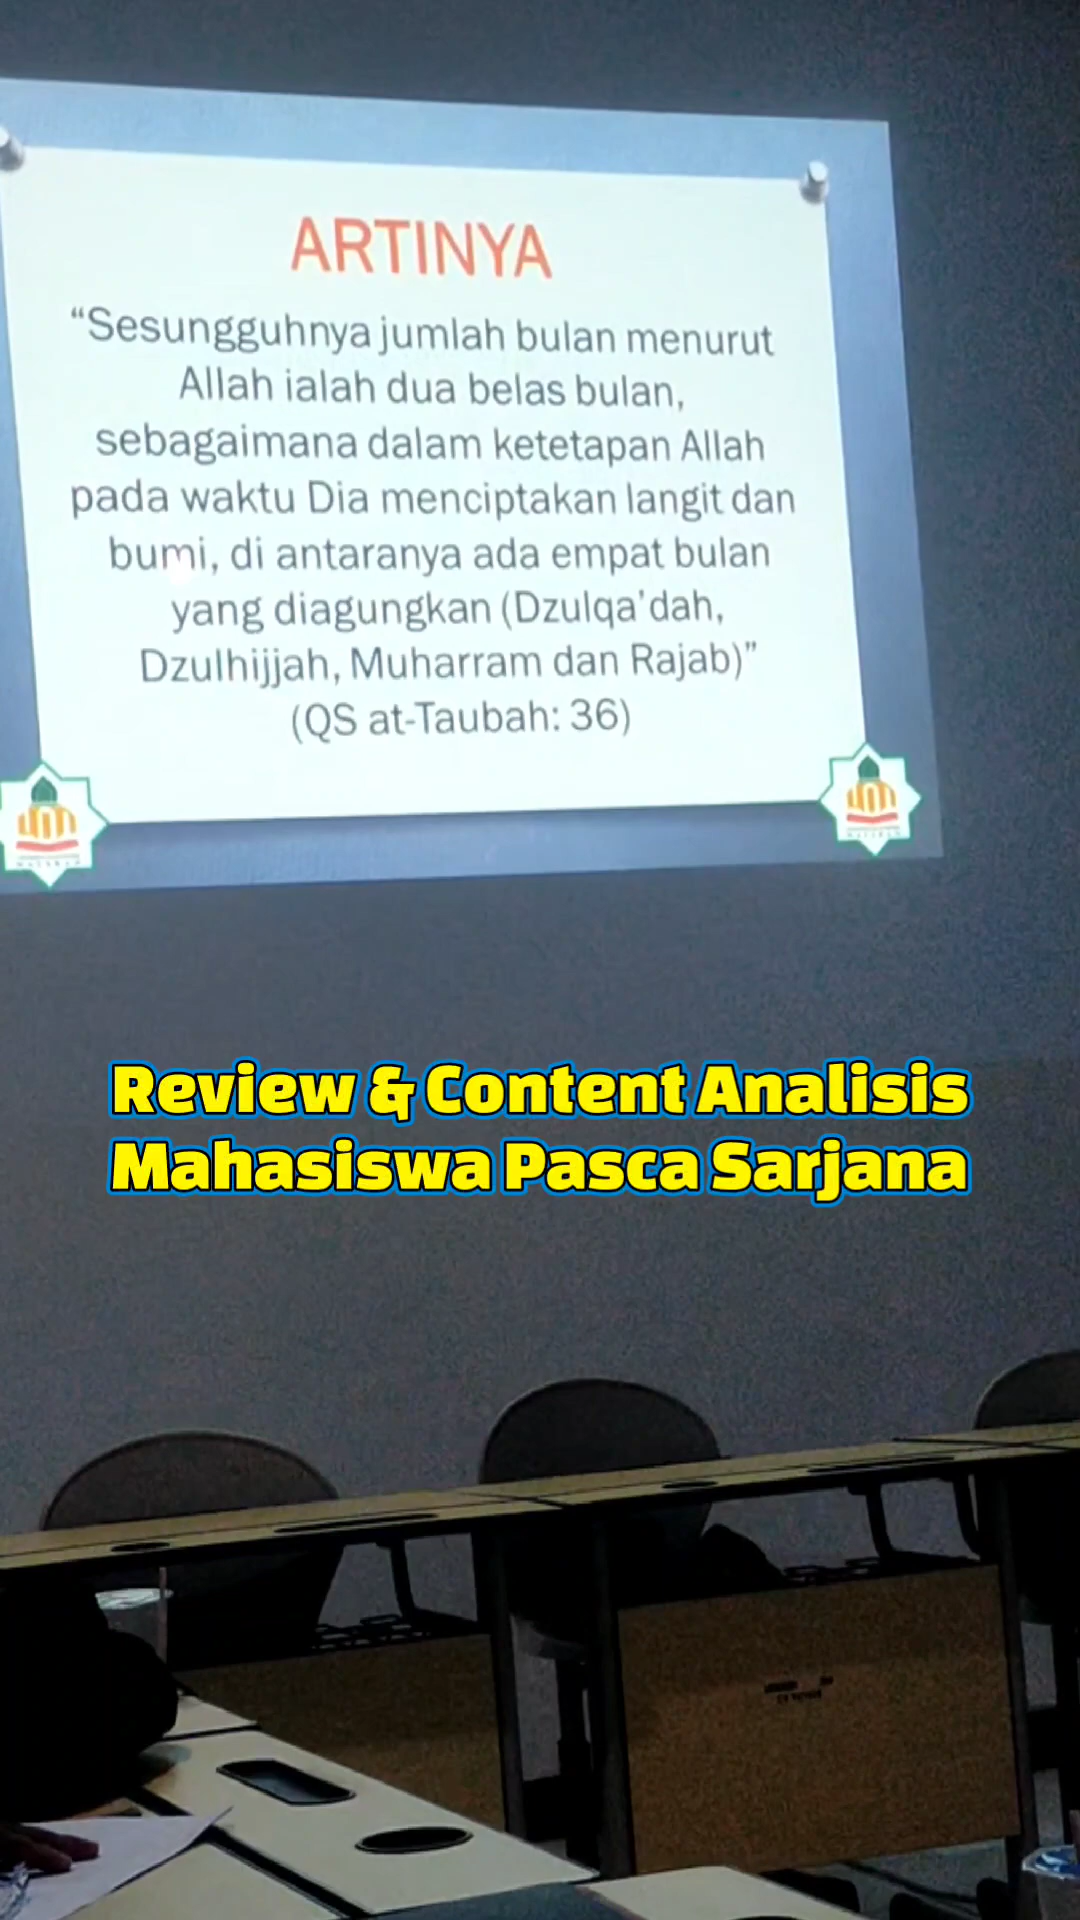 ARTINYA
“Sesungguhnya jumlah bulan menurut
Allah ialah dua belas bulan,
sebagaimana dalam ketetapan Allah
pada waktu Dia menciptakan langit dan
bumi, di antaranya ada empat bulan
yang diagungkan (Dzulqa'dah,
Dzulhijjah, Muharram dan Rajab)”
(QS at-Taubah: 36)
Review & Content Analisis
Mahasiswa Pasca Sarjana